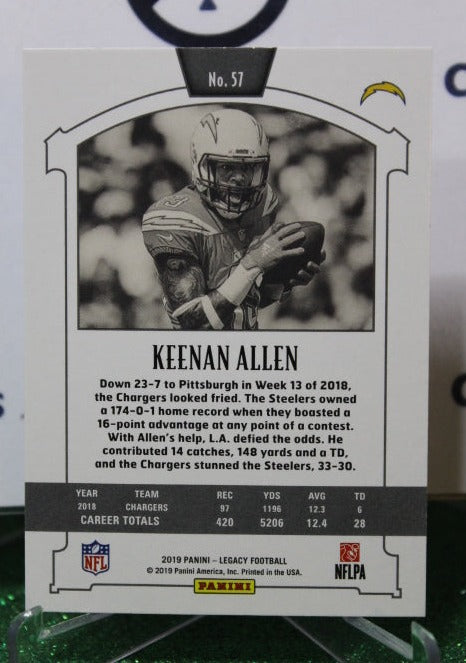 No. 57
KEENAN ALLEN
Down 23-7 to Pittsburgh in Week 13 of 2018,
the Chargers looked fried. The Steelers owned
a 174-0-1 home record when they boasted a
16-point advantage at any point of a contest.
With Allen's help, L.A. defied the odds. He
contributed 14 catches, 148 yards and a TD,
and the Chargers stunned the Steelers, 33-30.
YEAR TEAM REC YDS AVG TD
2018 CHARGERS 97 1196 12.3 6
CAREER TOTALS 420 5206 12.4 28
NFL
2019 PANINI – LEGACY FOOTBALL
© 2019 Panini America, Inc. Printed in the USA.
PANINI
NFLPA